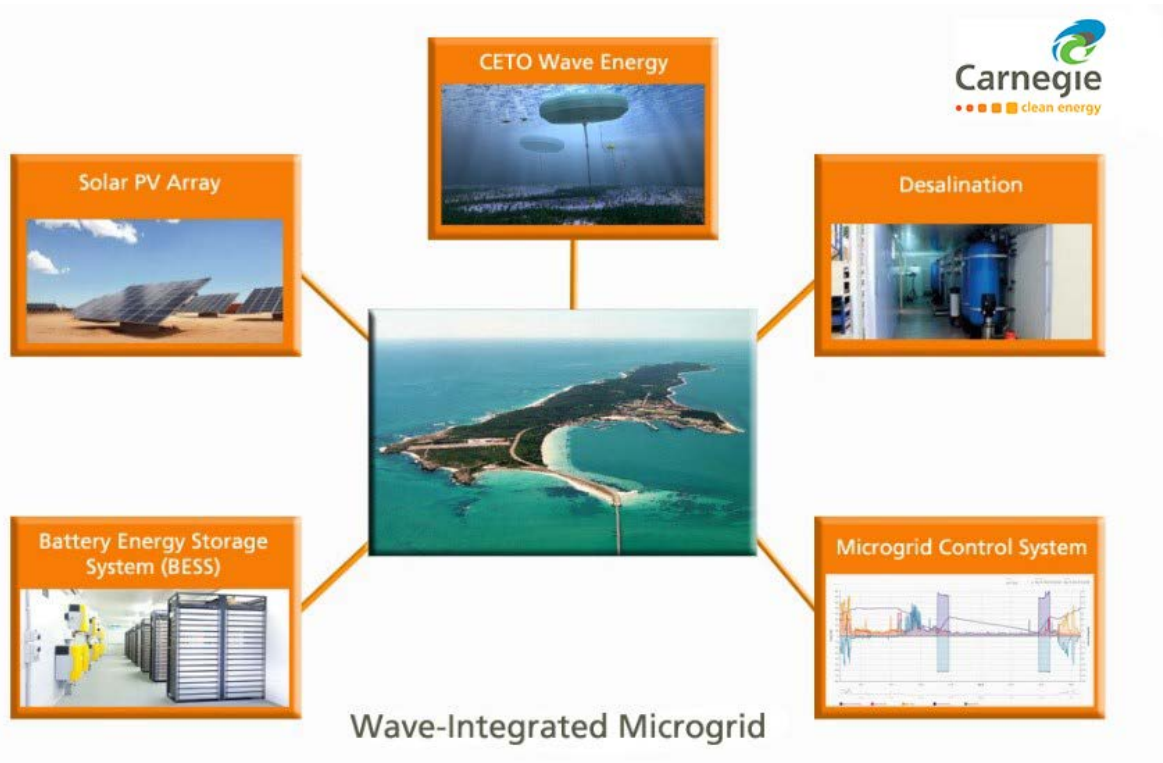 CETO Wave Energy
Carnegie
clean energy
Solar PV Array
Desalination
Battery Energy Storage
System (BESS)
Microgrid Control System
Wave-Integrated Microgrid